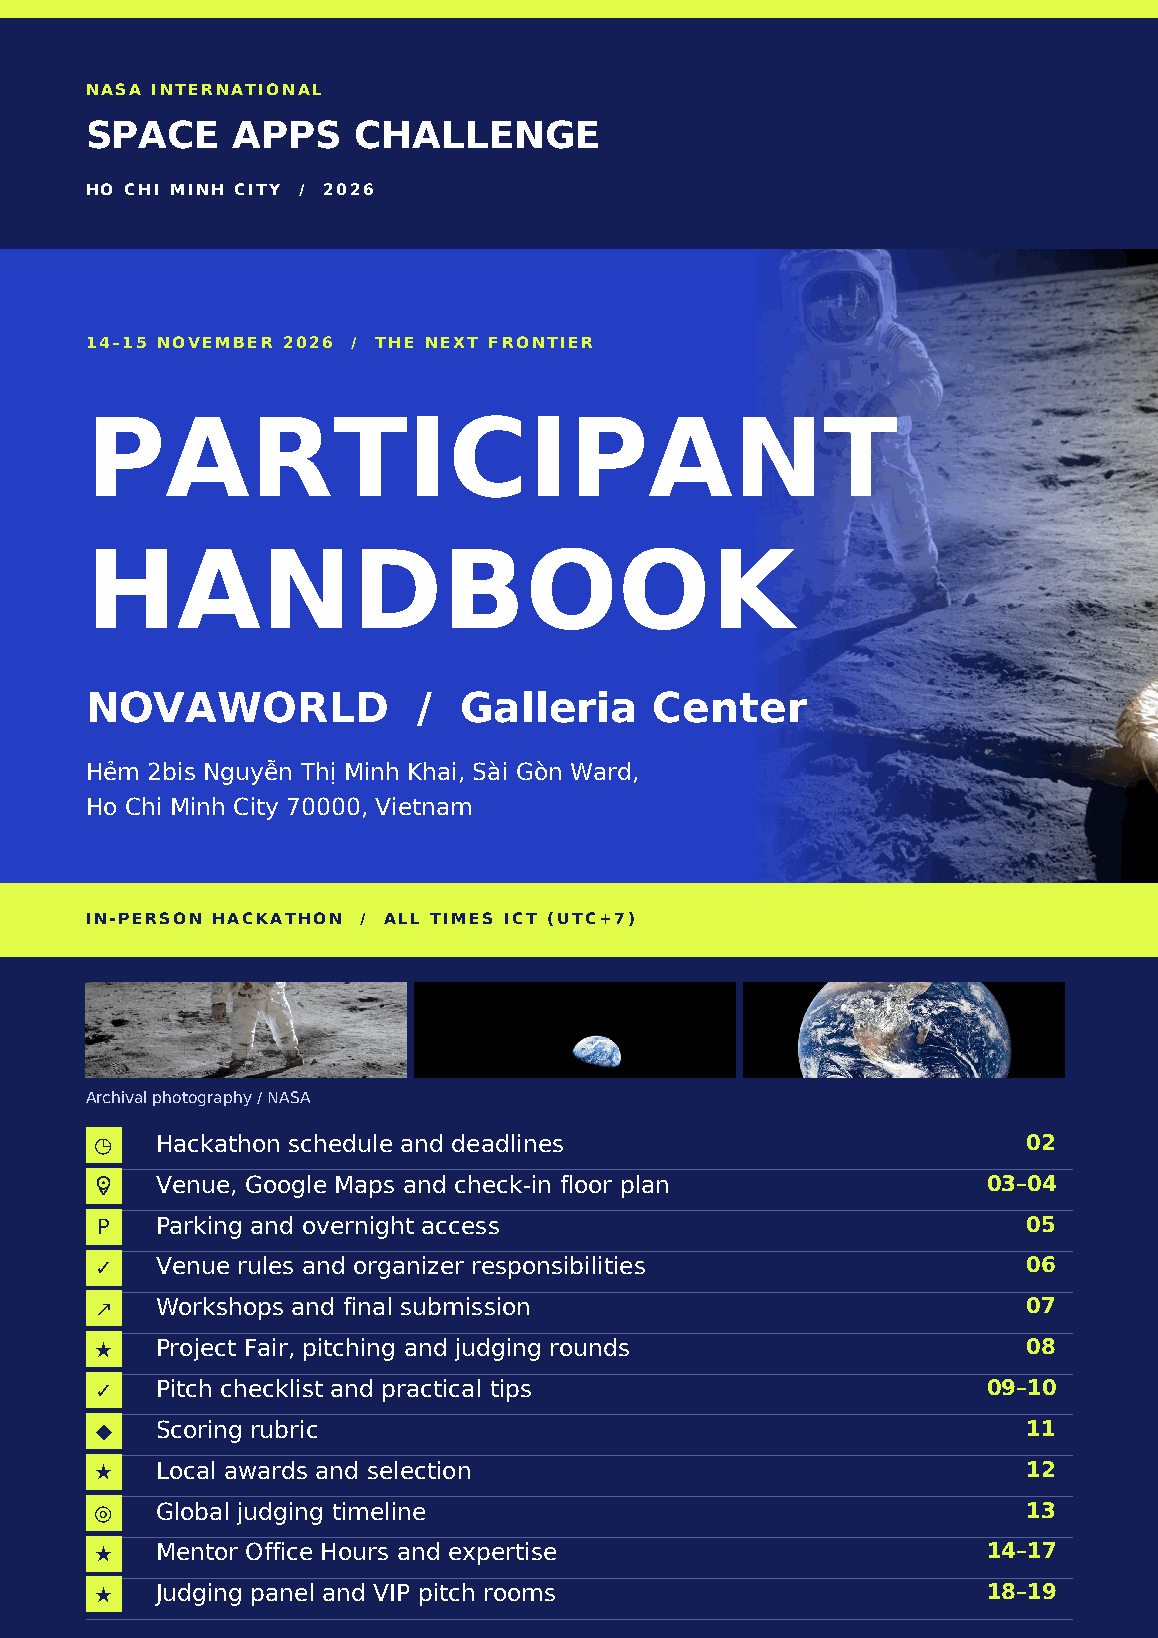 NASA INTERNATIONAL
SPACE APPS CHALLENGE
HO CHI MINH CITY / 2026
14–15 NOVEMBER 2026 / THE NEXT FRONTIER
PARTICIPANT
HANDBOOK
NOVAWORLD / Galleria Center
Hẻm 2bis Nguyễn Thị Minh Khai, Sài Gòn Ward,
Ho Chi Minh City 70000, Vietnam
IN-PERSON HACKATHON / ALL TIMES ICT (UTC+7)
Archival photography / NASA
◷ Hackathon schedule and deadlines 02
Venue, Google Maps and check-in floor plan 03–04
P Parking and overnight access 05
✓ Venue rules and organizer responsibilities 06
↗ Workshops and final submission 07
★ Project Fair, pitching and judging rounds 08
✓ Pitch checklist and practical tips 09–10
◆ Scoring rubric 11
★ Local awards and selection 12
◎ Global judging timeline 13
★ Mentor Office Hours and expertise 14–17
★ Judging panel and VIP pitch rooms 18–19